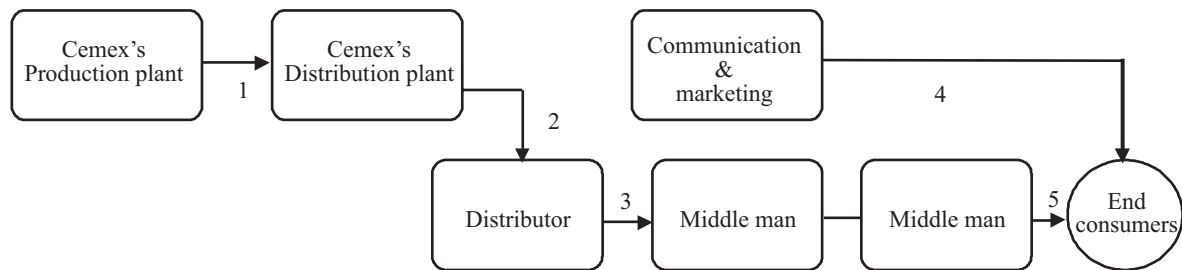 Cemex’s
Production plant
1
Cemex’s
Distribution plant
2
Communication
&
marketing
4
Distributor
3
Middle man
Middle man
5
End
consumers